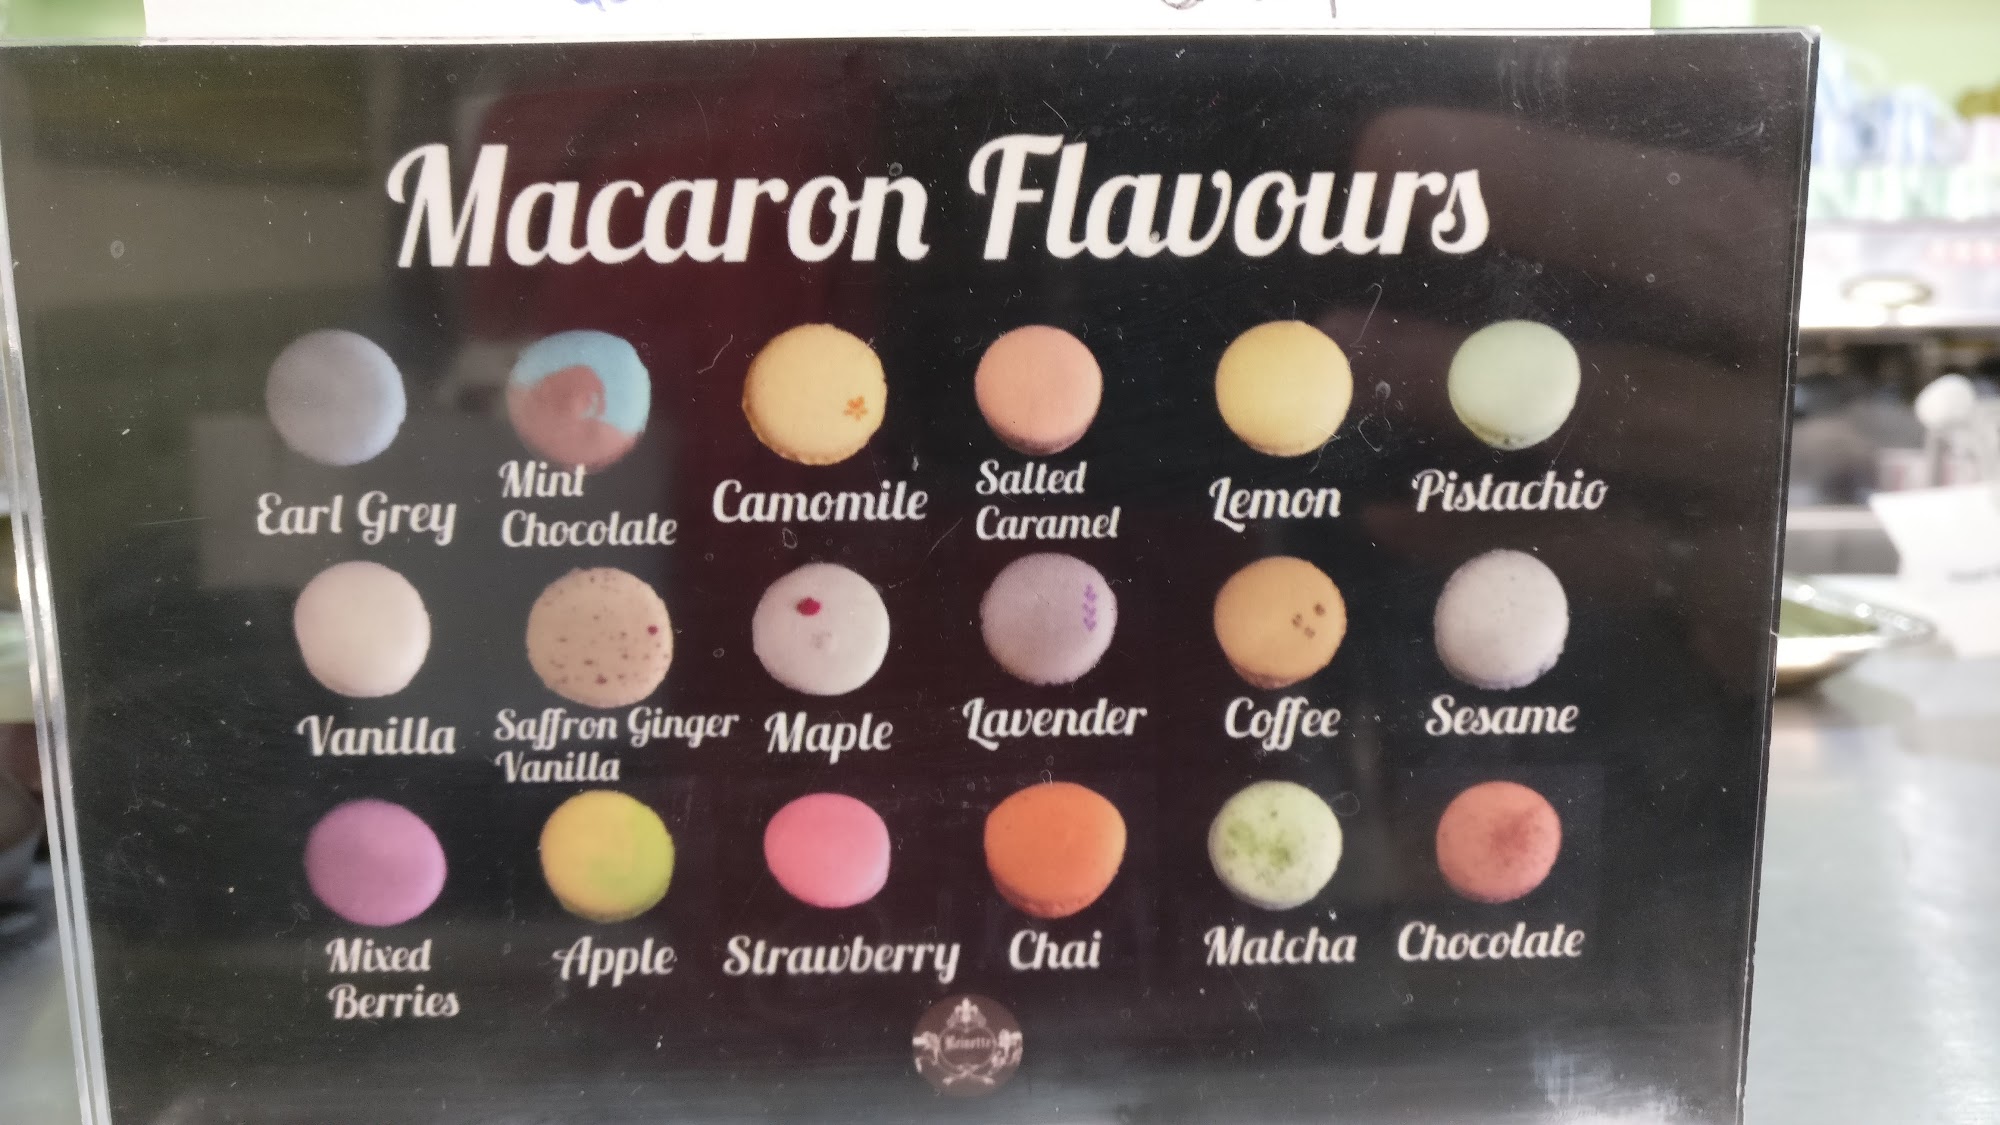 Macaron Flavours
Earl Grey
Mint
Chocolate
Camomile
Salted
Caramel
Lemon
Pistachio
Vanilla
Saffron Ginger
Vanilla
Maple
Lavender
Coffee
Sesame
Mixed
Berries
Apple
Strawberry
Chai
Matcha
Chocolate